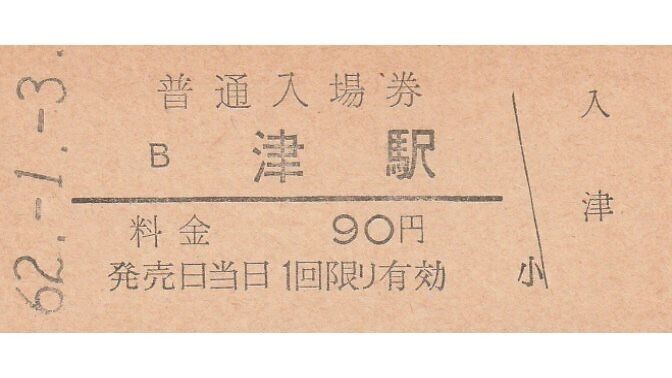 62.-1.-3.
普通入場券
B 津駅
料金 90円
発売日当日1回限り有効
小
入
津